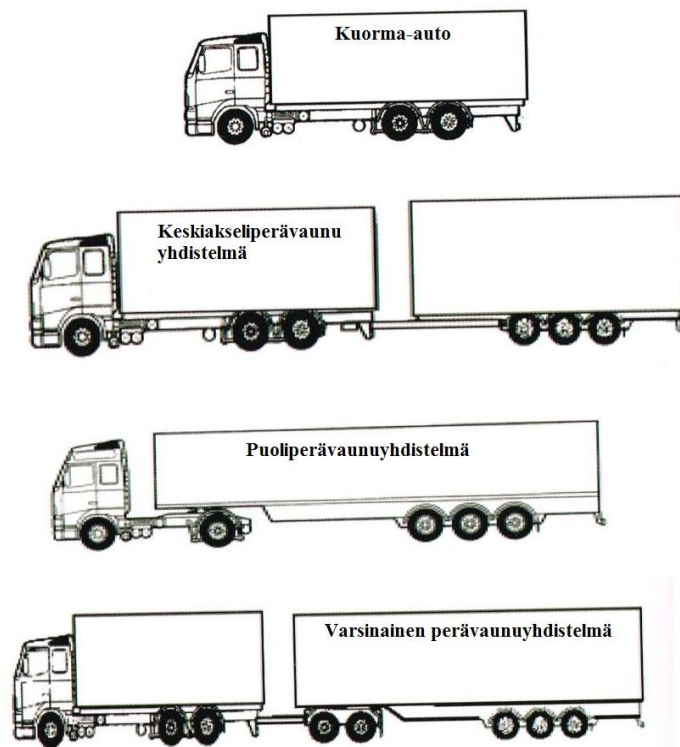 Kuorma-auto
Keskiakseliperävaunu
yhdistelmä
Puoliperävaunuyhdistelmä
Varsinainen perävaunuyhdistelmä